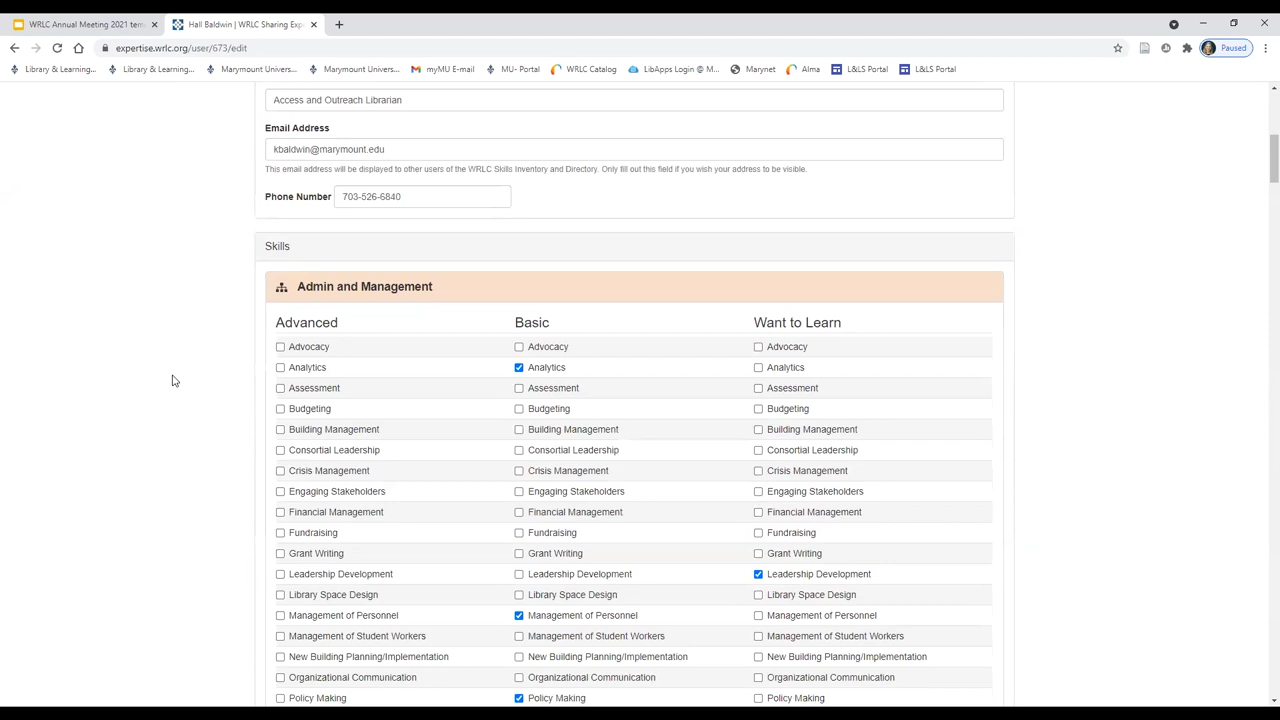 WRLC Annual Meeting 2021 tem
Hall Baldwin | WRLC Sharing Exp
expertise.wrlc.org/user/673/edit
Paused
Library & Learning... Library & Learning... Marymount Univers... Marymount Univers... myMU E-mail MU- Portal WRLC Catalog LibApps Login @ M... Marynet Alma L&LS Portal L&LS Portal
Access and Outreach Librarian
Email Address
kbaldwin@marymount.edu
This email address will be displayed to other users of the WRLC Skills Inventory and Directory. Only fill out this field if you wish your address to be visible.
Phone Number 703-526-6840
Skills
Admin and Management
Advanced Basic Want to Learn
Advocacy Advocacy Advocacy
Analytics Analytics Analytics
Assessment Assessment Assessment
Budgeting Budgeting Budgeting
Building Management Building Management Building Management
Consortial Leadership Consortial Leadership Consortial Leadership
Crisis Management Crisis Management Crisis Management
Engaging Stakeholders Engaging Stakeholders Engaging Stakeholders
Financial Management Financial Management Financial Management
Fundraising Fundraising Fundraising
Grant Writing Grant Writing Grant Writing
Leadership Development Leadership Development Leadership Development
Library Space Design Library Space Design Library Space Design
Management of Personnel Management of Personnel Management of Personnel
Management of Student Workers Management of Student Workers Management of Student Workers
New Building Planning/Implementation New Building Planning/Implementation New Building Planning/Implementation
Organizational Communication Organizational Communication Organizational Communication
Policy Making Policy Making Policy Making